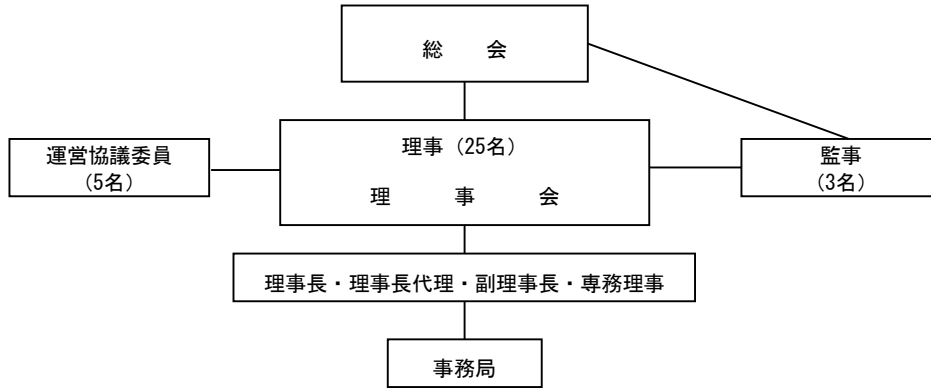 総　　会
理事（25名）
理　　事　　会
運営協議委員
（5名）
監事
（3名）
理事長・理事長代理・副理事長・専務理事
事務局